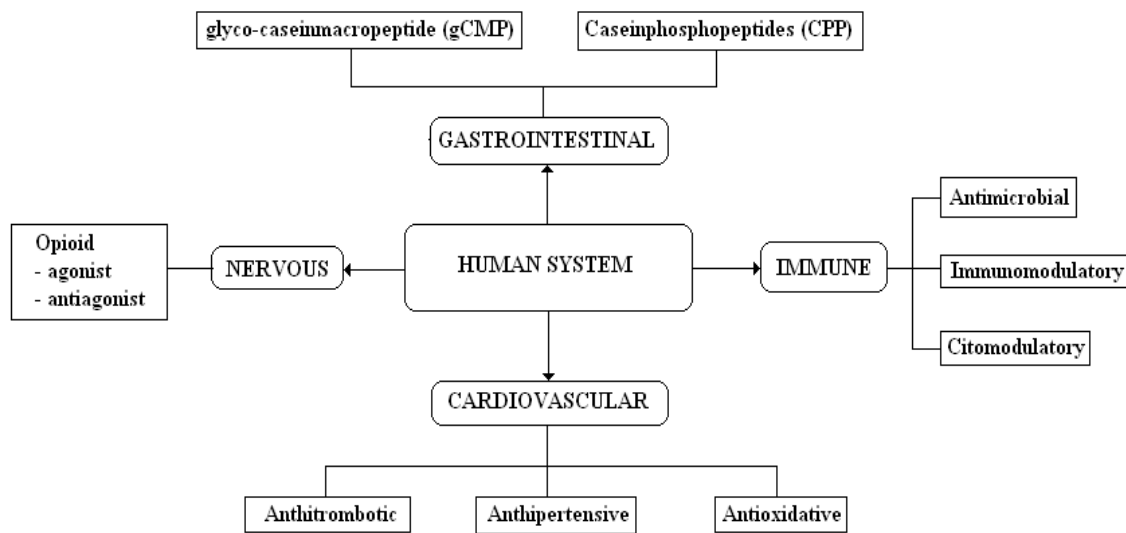 glyco-caseinmacropeptide (gCMP)
Caseinphosphopeptides (CPP)
GASTROINTESTINAL
Antimicrobial
Opioid
- agonist
- antiagonist
NERVOUS
HUMAN SYSTEM
IMMUNE
Immunomodulatory
Citomodulatory
CARDIOVASCULAR
Anthitrombotic
Anthipertensive
Antioxidative